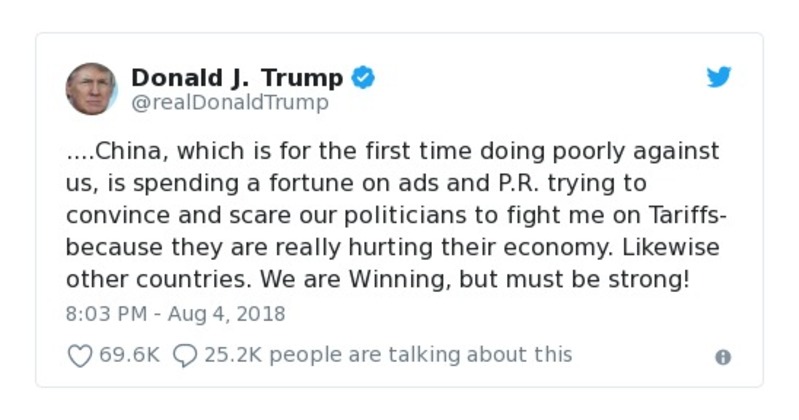 Donald J. Trump
@realDonaldTrump
....China, which is for the first time doing poorly against
us, is spending a fortune on ads and P.R. trying to
convince and scare our politicians to fight me on Tariffs-
because they are really hurting their economy. Likewise
other countries. We are Winning, but must be strong!
8:03 PM - Aug 4, 2018
69.6K 25.2K people are talking about this